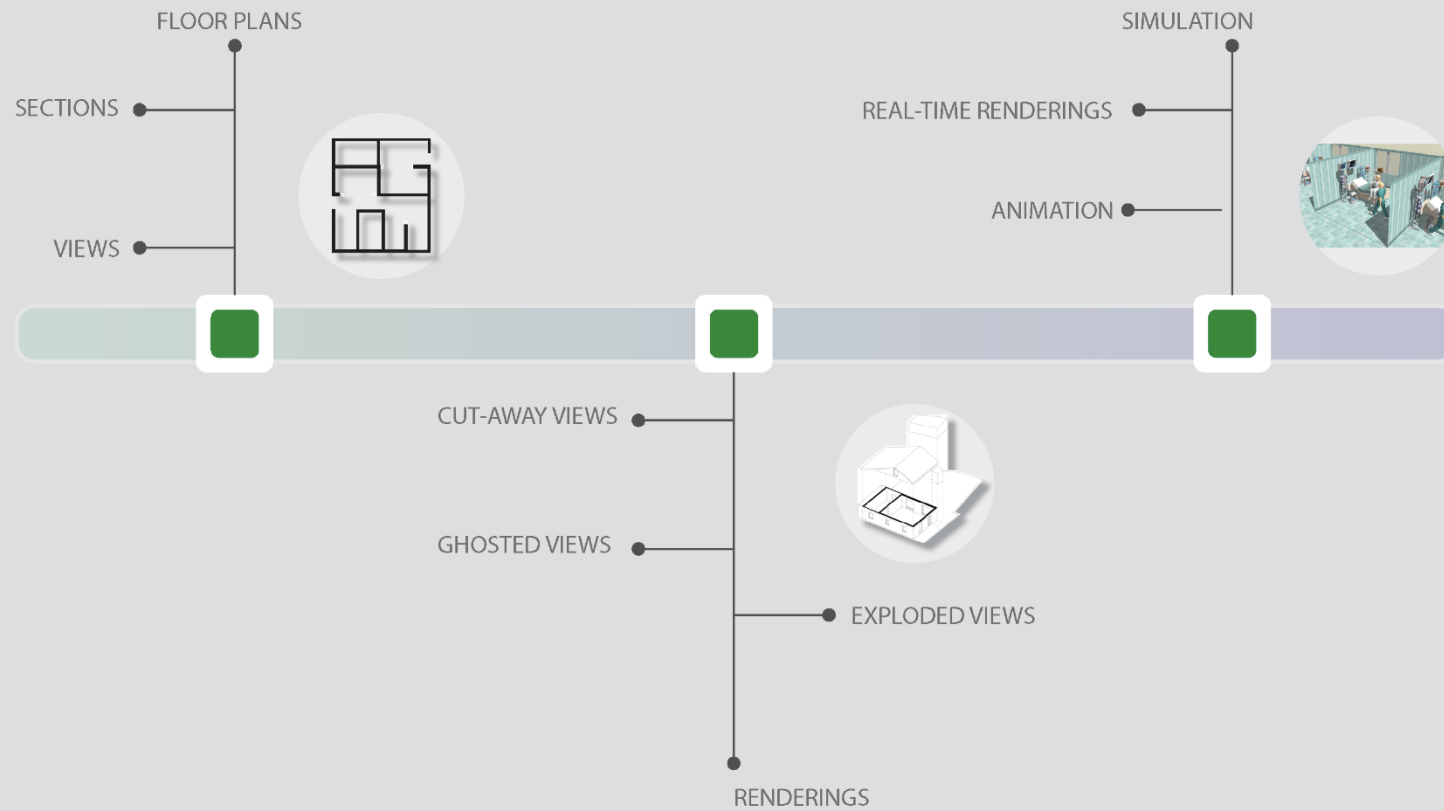 FLOOR PLANS
SECTIONS
VIEWS
CUT-AWAY VIEWS
GHOSTED VIEWS
EXPLODED VIEWS
RENDERINGS
SIMULATION
REAL-TIME RENDERINGS
ANIMATION